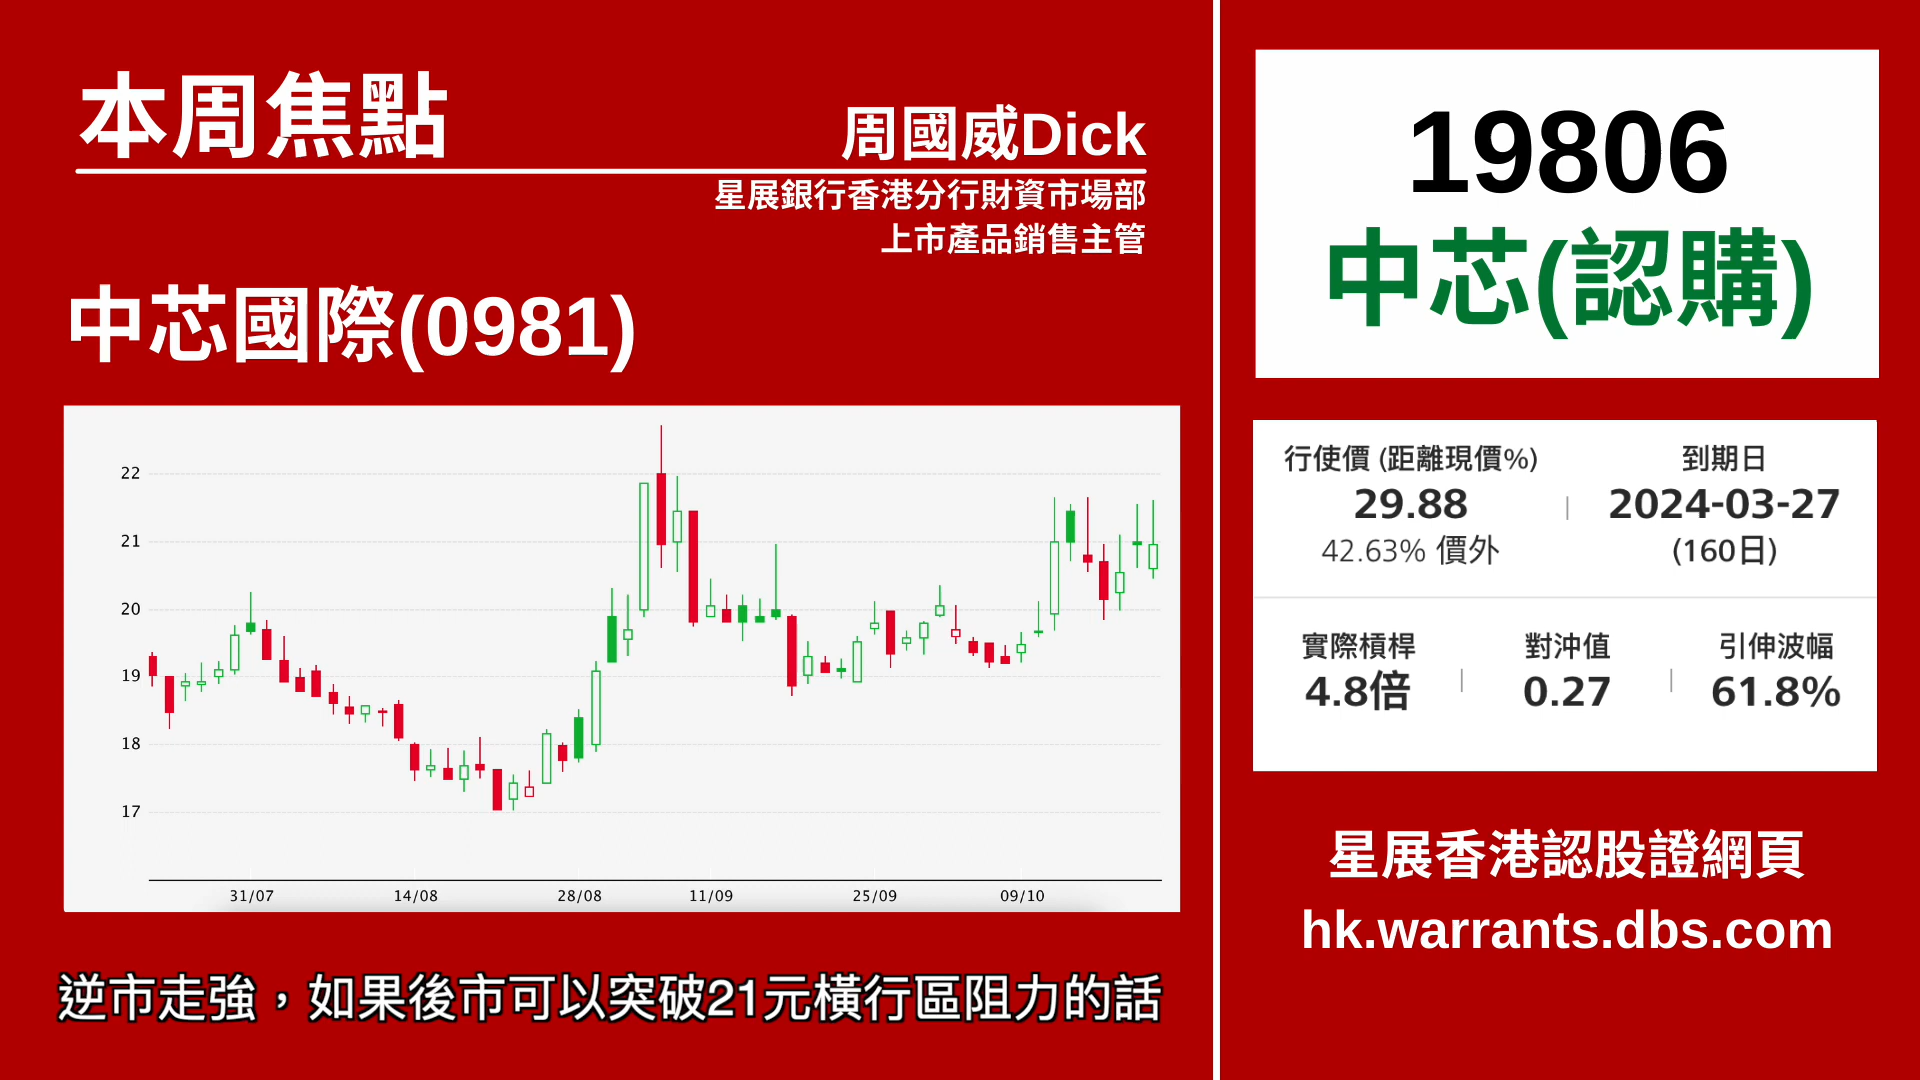 本周焦點
周國威Dick
星展銀行香港分行財資市場部
上市產品銷售主管
中芯國際(0981)
22
21
20
19
18
17
31/07 14/08 28/08 11/09 25/09 09/10
逆市走強，如果後市可以突破21元橫行區阻力的話
19806
中芯(認購)
行使價 (距離現價%) 到期日
29.88 2024-03-27
42.63% 價外 (160日)
實際槓桿 對沖值 引伸波幅
4.8倍 0.27 61.8%
星展香港認股證網頁
hk.warrants.dbs.com